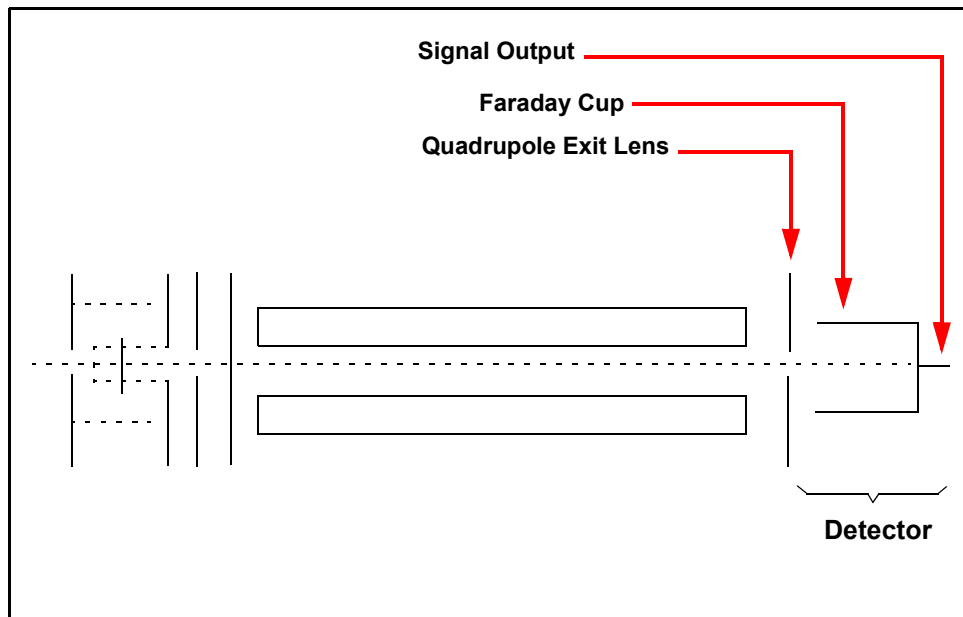 Signal Output
Faraday Cup
Quadrupole Exit Lens
Detector